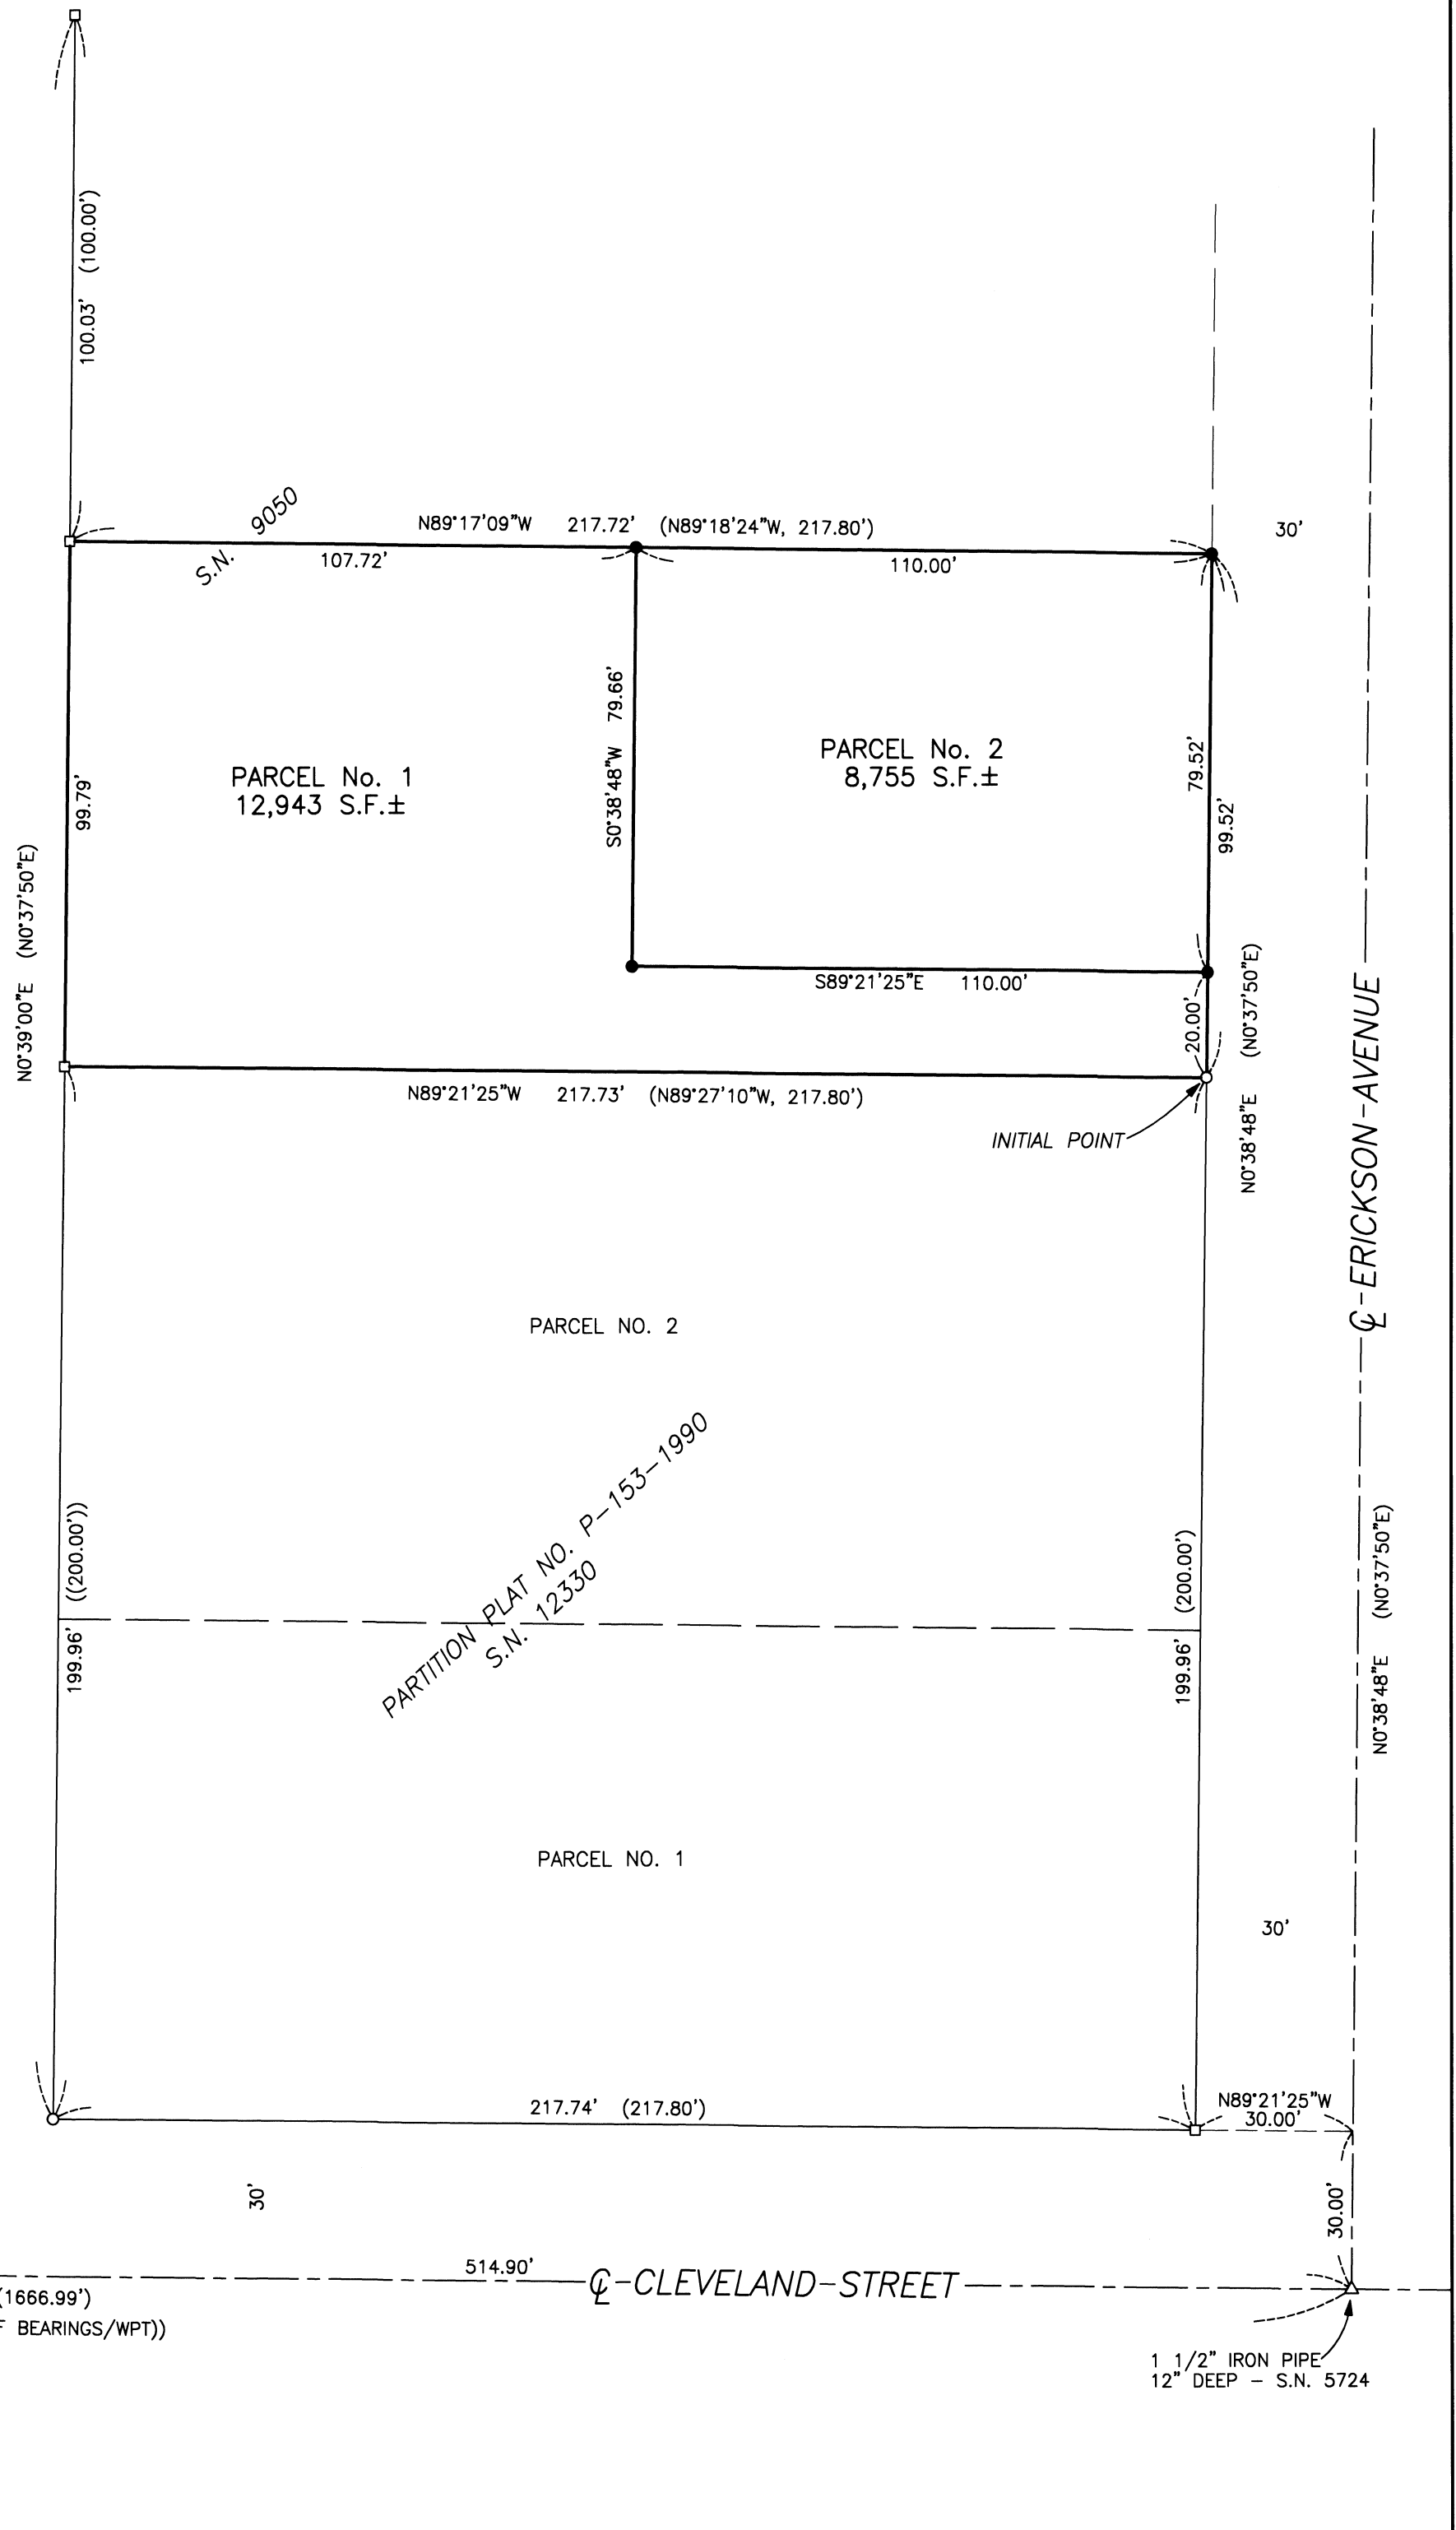 100.03' (100.00')
S.N. 9050
N89°17'09"W 217.72' (N89°18'24"W, 217.80')
107.72'
110.00'
30'
99.79'
N0°39'00"E (N0°37'50"E)
PARCEL No. 1
12,943 S.F.±
S0°38'48"W 79.66'
PARCEL No. 2
8,755 S.F.±
79.52'
99.52'
S89°21'25"E 110.00'
20.00'
N0°38'48"E (N0°37'50"E)
N89°21'25"W 217.73' (N89°27'10"W, 217.80')
INITIAL POINT
℄-ERICKSON-AVENUE
PARCEL NO. 2
PARTITION PLAT NO. P-153-1990
S.N. 12330
199.96' ((200.00'))
199.96' (200.00')
N0°38'48"E (N0°37'50"E)
PARCEL NO. 1
30'
217.74' (217.80')
N89°21'25"W
30.00'
30'
30.00'
514.90'
℄-CLEVELAND-STREET
(1666.99')
F BEARINGS/WPT))
1 1/2" IRON PIPE
12" DEEP – S.N. 5724